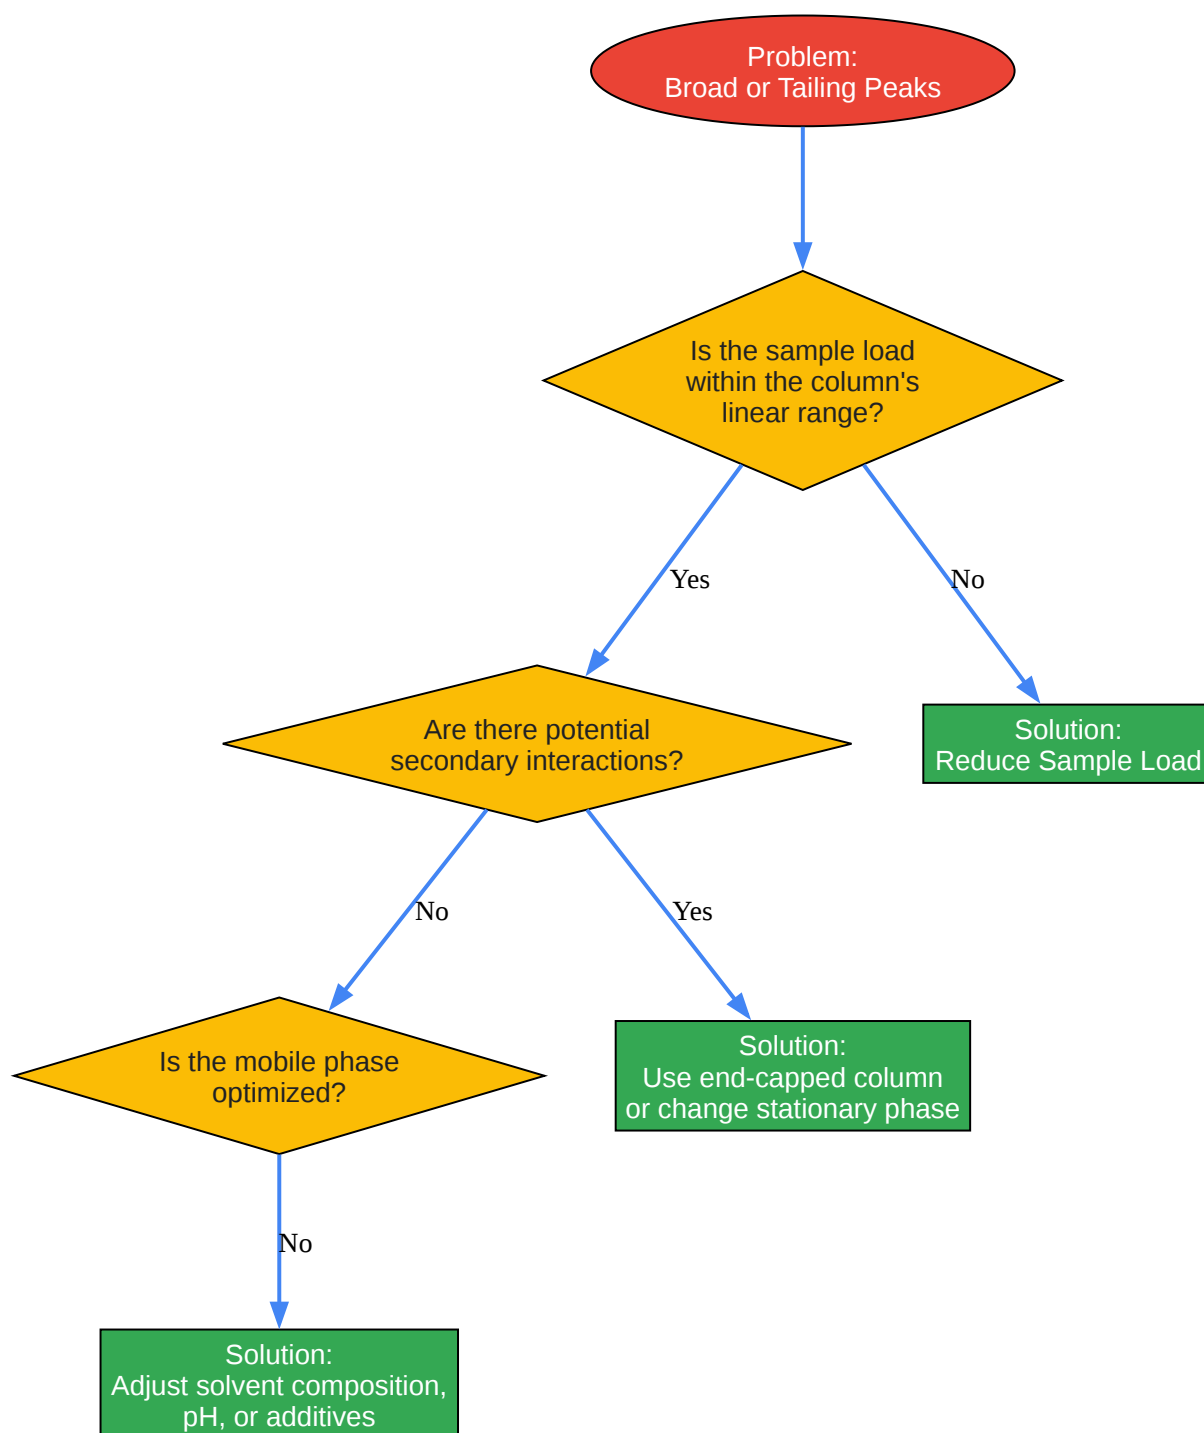 Problem:
Broad or Tailing Peaks
Is the sample load
within the column's
linear range?
Yes
No
Are there potential
secondary interactions?
Solution:
Reduce Sample Load
No
Yes
Is the mobile phase
optimized?
Solution:
Use end-capped column
or change stationary phase
No
Solution:
Adjust solvent composition,
pH, or additives